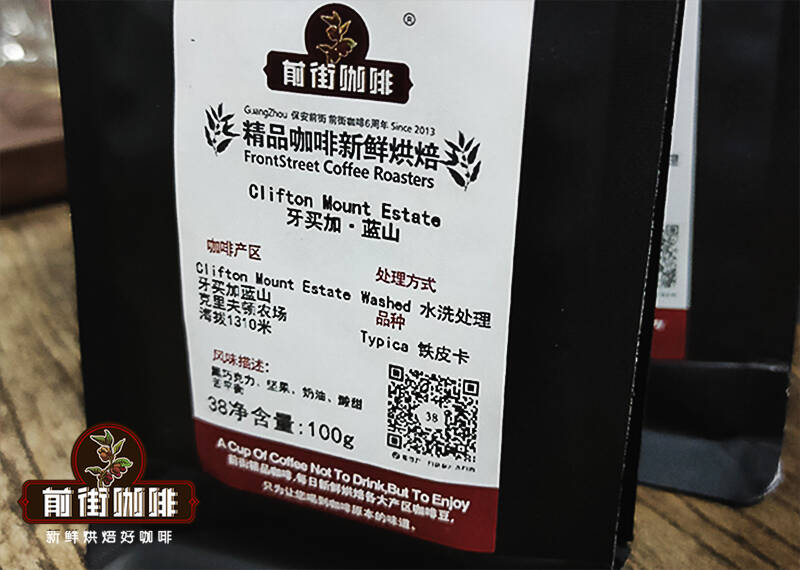 ®
前街咖啡
GuangZhou 保安前街 前街咖啡6周年 Since 2013
精品咖啡新鲜烘焙
FrontStreet Coffee Roasters
Clifton Mount Estate
牙买加·蓝山
咖啡产区
Clifton Mount Estate
牙买加蓝山
克里夫顿农场
海拔1310米
处理方式
Washed 水洗处理
品种
Typica 铁皮卡
风味描述:
黑巧克力、坚果、奶油、酸甜
苦平衡
38净含量:100g
38
A Cup Of Coffee Not To Drink,But To Enjoy
前街精品咖啡,每日新鲜烘焙各大产区咖啡豆,
只为让您喝到咖啡原本的味道。
前街咖啡
新鲜烘焙好咖啡